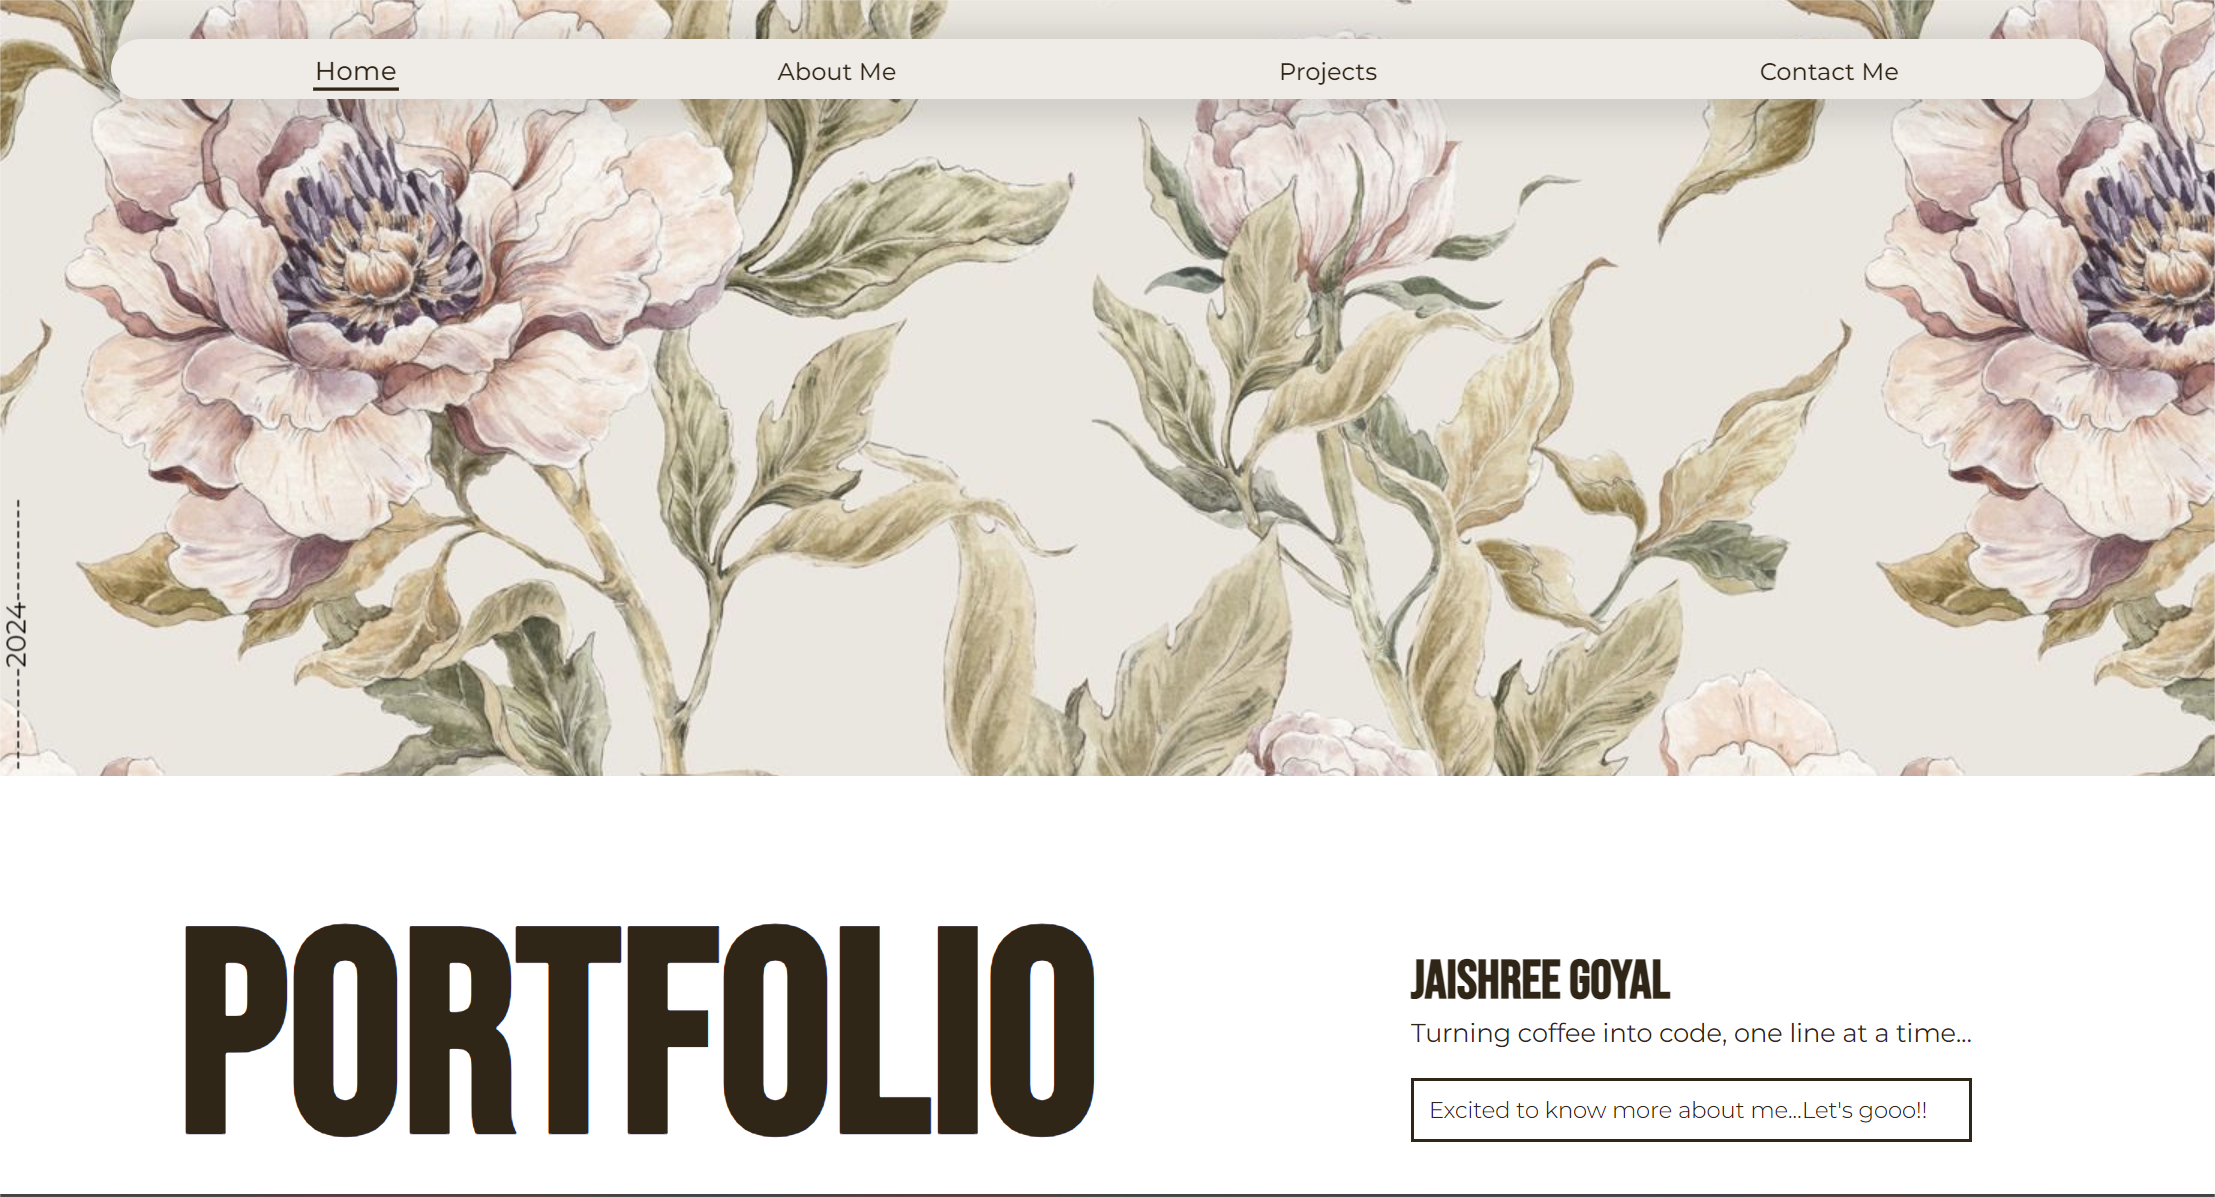 Home
About Me
Projects
Contact Me
----------2024----------
PORTFOLIO
JAISHREE GOYAL
Turning coffee into code, one line at a time...
Excited to know more about me...Let's gooo!!